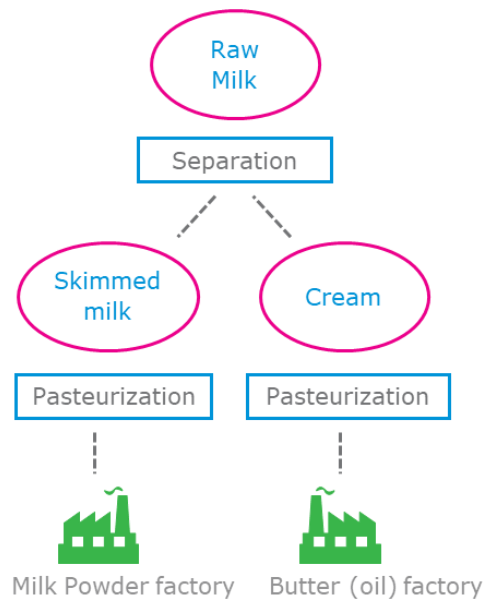 Raw
Milk
Separation
Skimmed
milk
Cream
Pasteurization
Pasteurization
Milk Powder factory
Butter (oil) factory